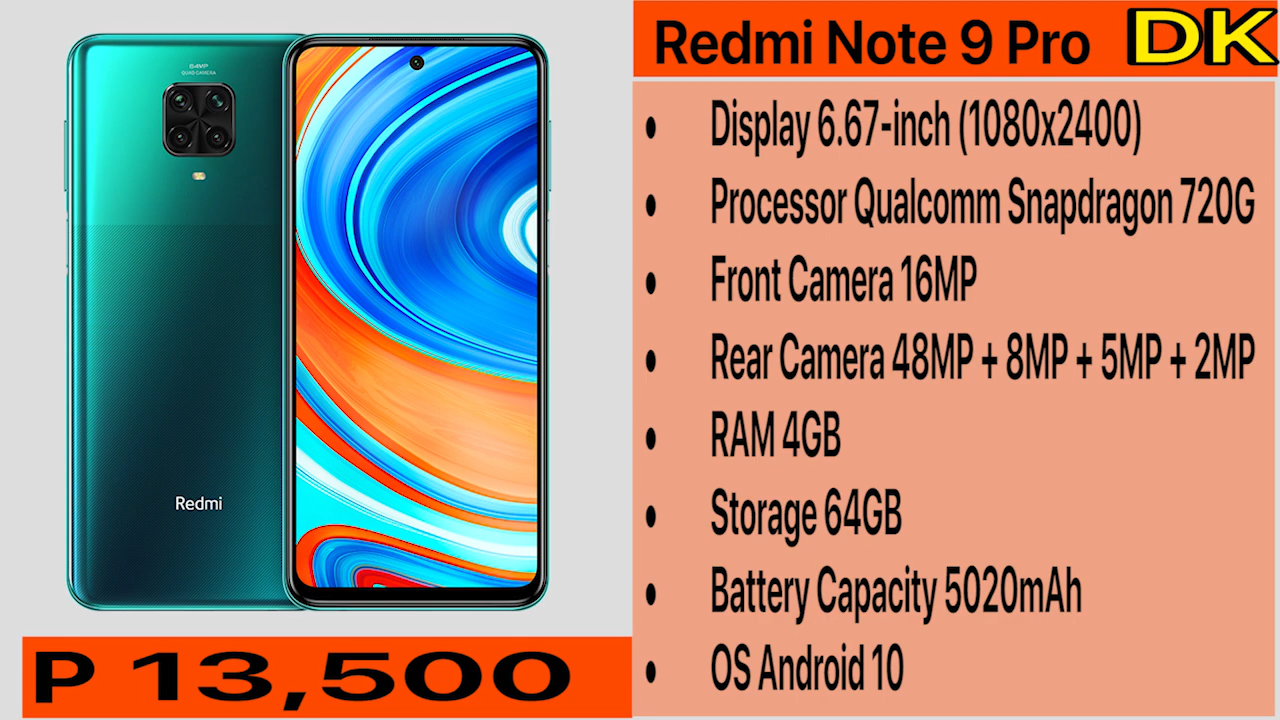 64MP
QUAD CAMERA
Redmi
P 13,500
Redmi Note 9 Pro DK
• Display 6.67-inch (1080x2400)
• Processor Qualcomm Snapdragon 720G
• Front Camera 16MP
• Rear Camera 48MP + 8MP + 5MP + 2MP
• RAM 4GB
• Storage 64GB
• Battery Capacity 5020mAh
• OS Android 10